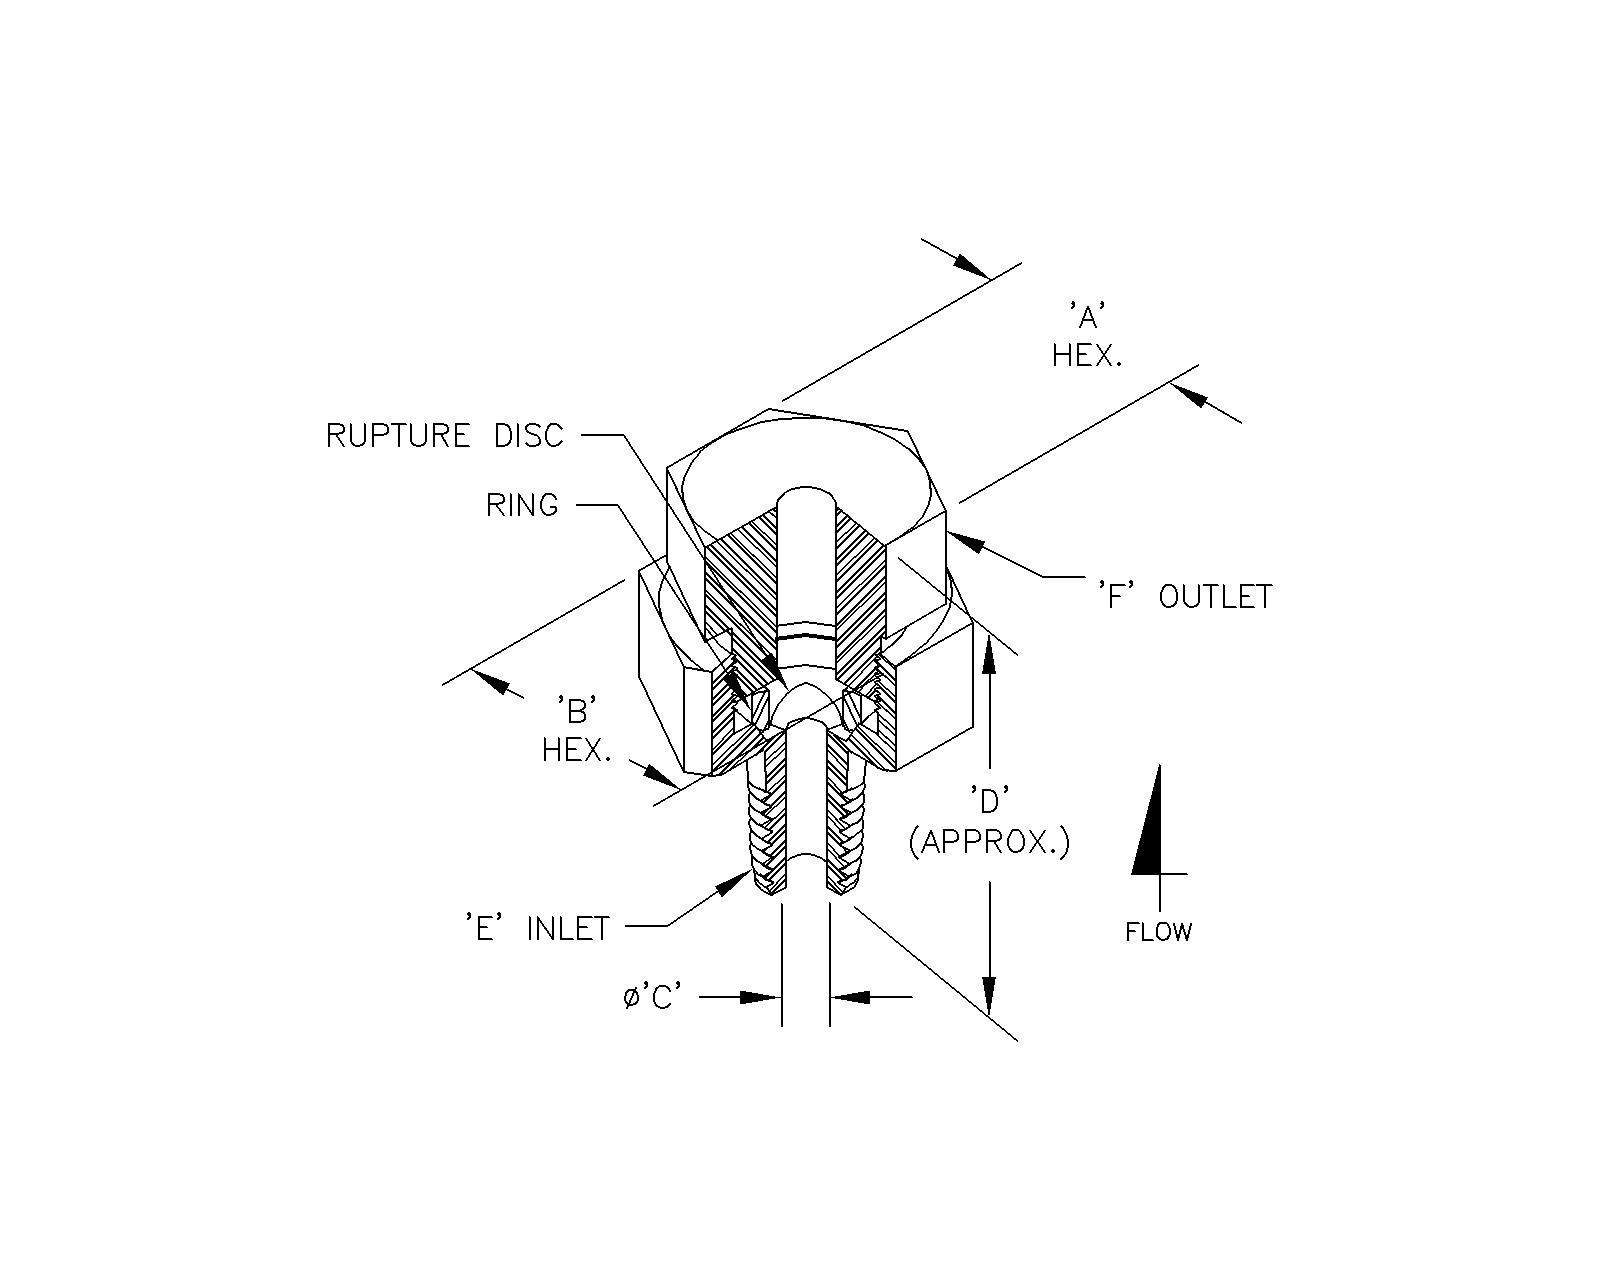 'A'
HEX.
RUPTURE DISC
RING
'F' OUTLET
'B'
HEX.
'D'
(APPROX.)
'E' INLET
FLOW
ø'C'